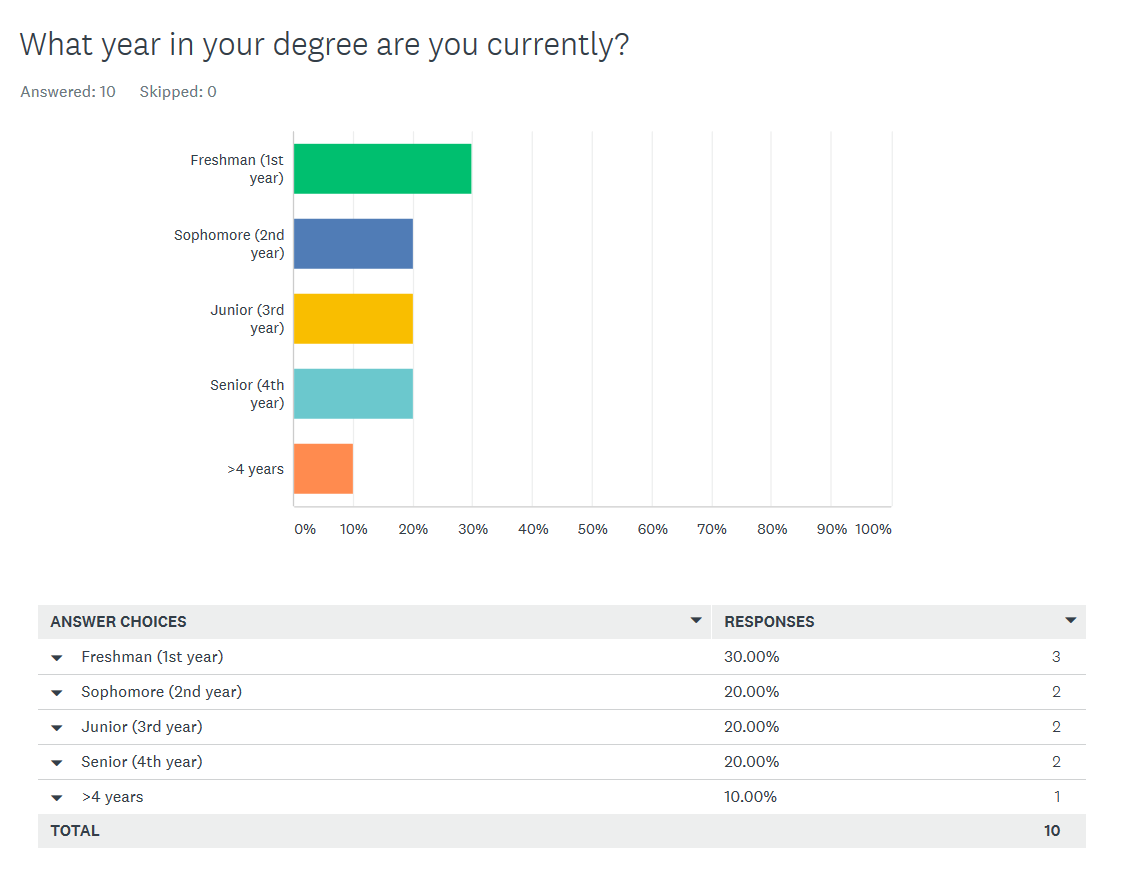 What year in your degree are you currently?
Answered: 10 Skipped: 0
Freshman (1st
year)
Sophomore (2nd
year)
Junior (3rd
year)
Senior (4th
year)
>4 years
0% 10% 20% 30% 40% 50% 60% 70% 80% 90% 100%
ANSWER CHOICES RESPONSES
Freshman (1st year) 30.00% 3
Sophomore (2nd year) 20.00% 2
Junior (3rd year) 20.00% 2
Senior (4th year) 20.00% 2
>4 years 10.00% 1
TOTAL 10